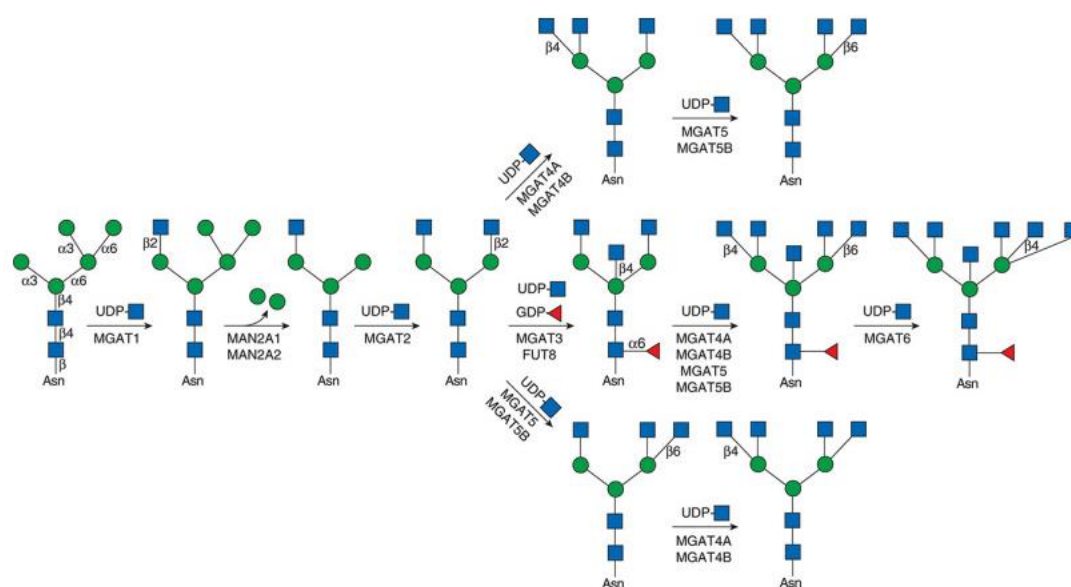 β4
β6
UDP-
MGAT5
MGAT5B
Asn
Asn
UDP-
MGAT4A
MGAT4B
α3
α6
α3
α6
β4
β4
β
Asn
UDP-
MGAT1
β2
Asn
MAN2A1
MAN2A2
Asn
UDP-
MGAT2
β2
Asn
UDP-
GDP-
MGAT3
FUT8
β4
α6
Asn
UDP-
MGAT4A
MGAT4B
MGAT5
MGAT5B
β4
β6
Asn
UDP-
MGAT6
β4
Asn
UDP-
MGAT5
MGAT5B
β6
Asn
UDP-
MGAT4A
MGAT4B
β4
Asn